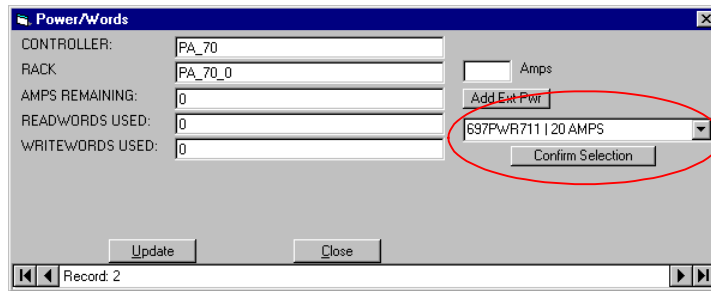 Power/Words
CONTROLLER: PA_70
RACK PA_70_0 Amps
AMPS REMAINING: 0 Add Ext Pwr
READWORDS USED: 0 697PWR711 | 20 AMPS
WRITEWORDS USED: 0 Confirm Selection
Update Close
Record: 2